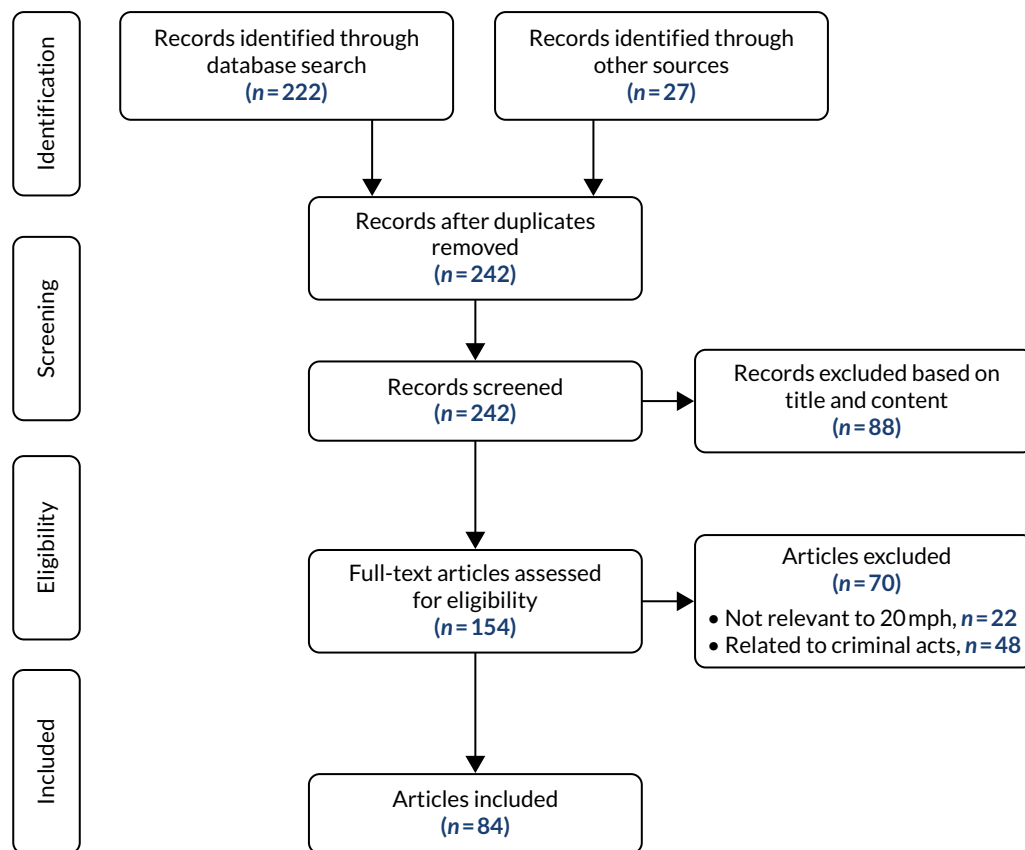 Identification
Records identified through
database search
(n=222)
Records identified through
other sources
(n=27)
Records after duplicates
removed
(n=242)
Screening
Records screened
(n=242)
Records excluded based on
title and content
(n=88)
Eligibility
Full-text articles assessed
for eligibility
(n=154)
Articles excluded
(n=70)
• Not relevant to 20 mph, n=22
• Related to criminal acts, n=48
Included
Articles included
(n=84)